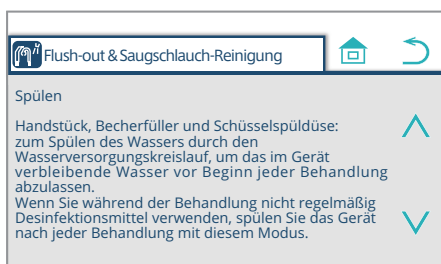 Flush-out & Saugschlauch-Reinigung
Spülen
Handstück, Becherfüller und Schüsselspüldüse:
zum Spülen des Wassers durch den
Wasserversorgungskreislauf, um das im Gerät
verbleibende Wasser vor Beginn jeder Behandlung
abzulassen.
Wenn Sie während der Behandlung nicht regelmäßig
Desinfektionsmittel verwenden, spülen Sie das Gerät
nach jeder Behandlung mit diesem Modus.